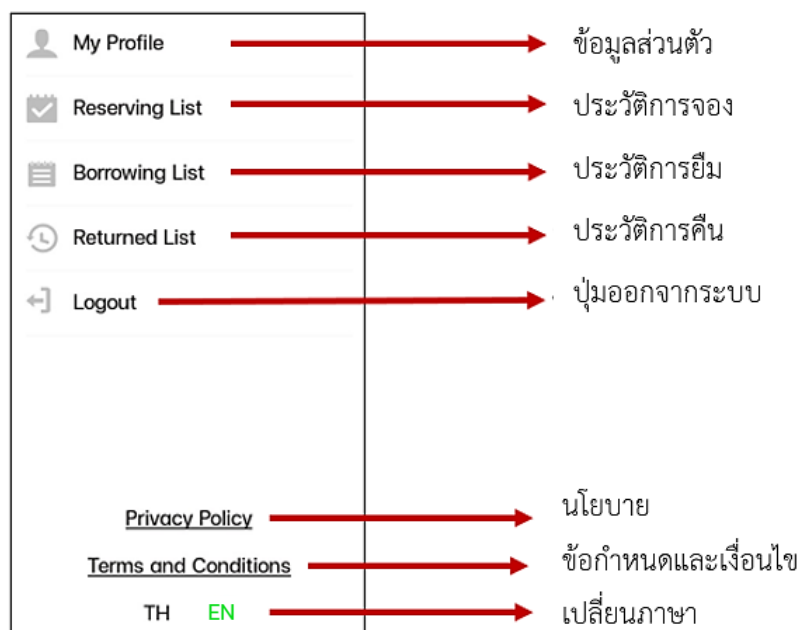 My Profile ข้อมูลส่วนตัว
Reserving List ประวัติการจอง
Borrowing List ประวัติการยืม
Returned List ประวัติการคืน
Logout ปุ่มออกจากระบบ
Privacy Policy นโยบาย
Terms and Conditions ข้อกำหนดและเงื่อนไข
TH EN เปลี่ยนภาษา